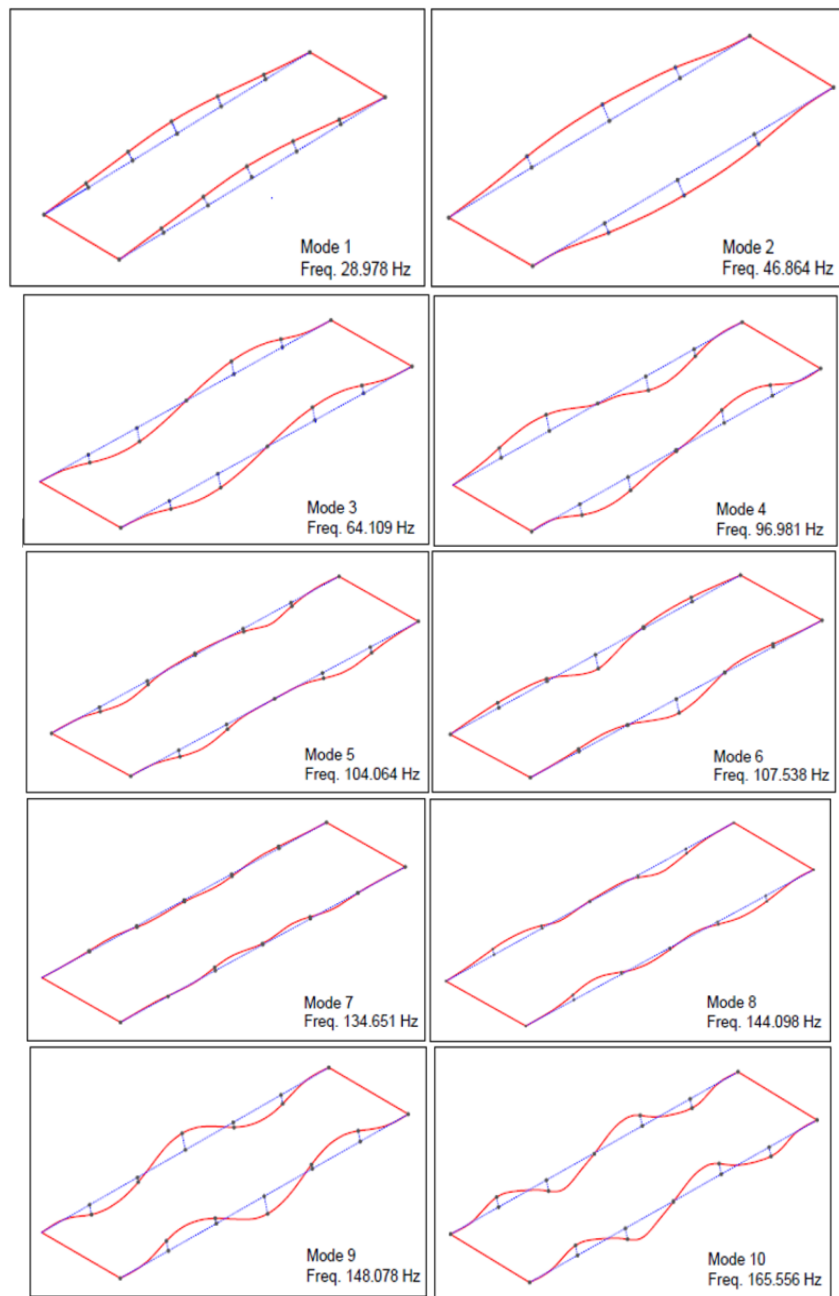 Mode 1
Freq. 28.978 Hz
Mode 2
Freq. 46.864 Hz
Mode 3
Freq. 64.109 Hz
Mode 4
Freq. 96.981 Hz
Mode 5
Freq. 104.064 Hz
Mode 6
Freq. 107.538 Hz
Mode 7
Freq. 134.651 Hz
Mode 8
Freq. 144.098 Hz
Mode 9
Freq. 148.078 Hz
Mode 10
Freq. 165.556 Hz